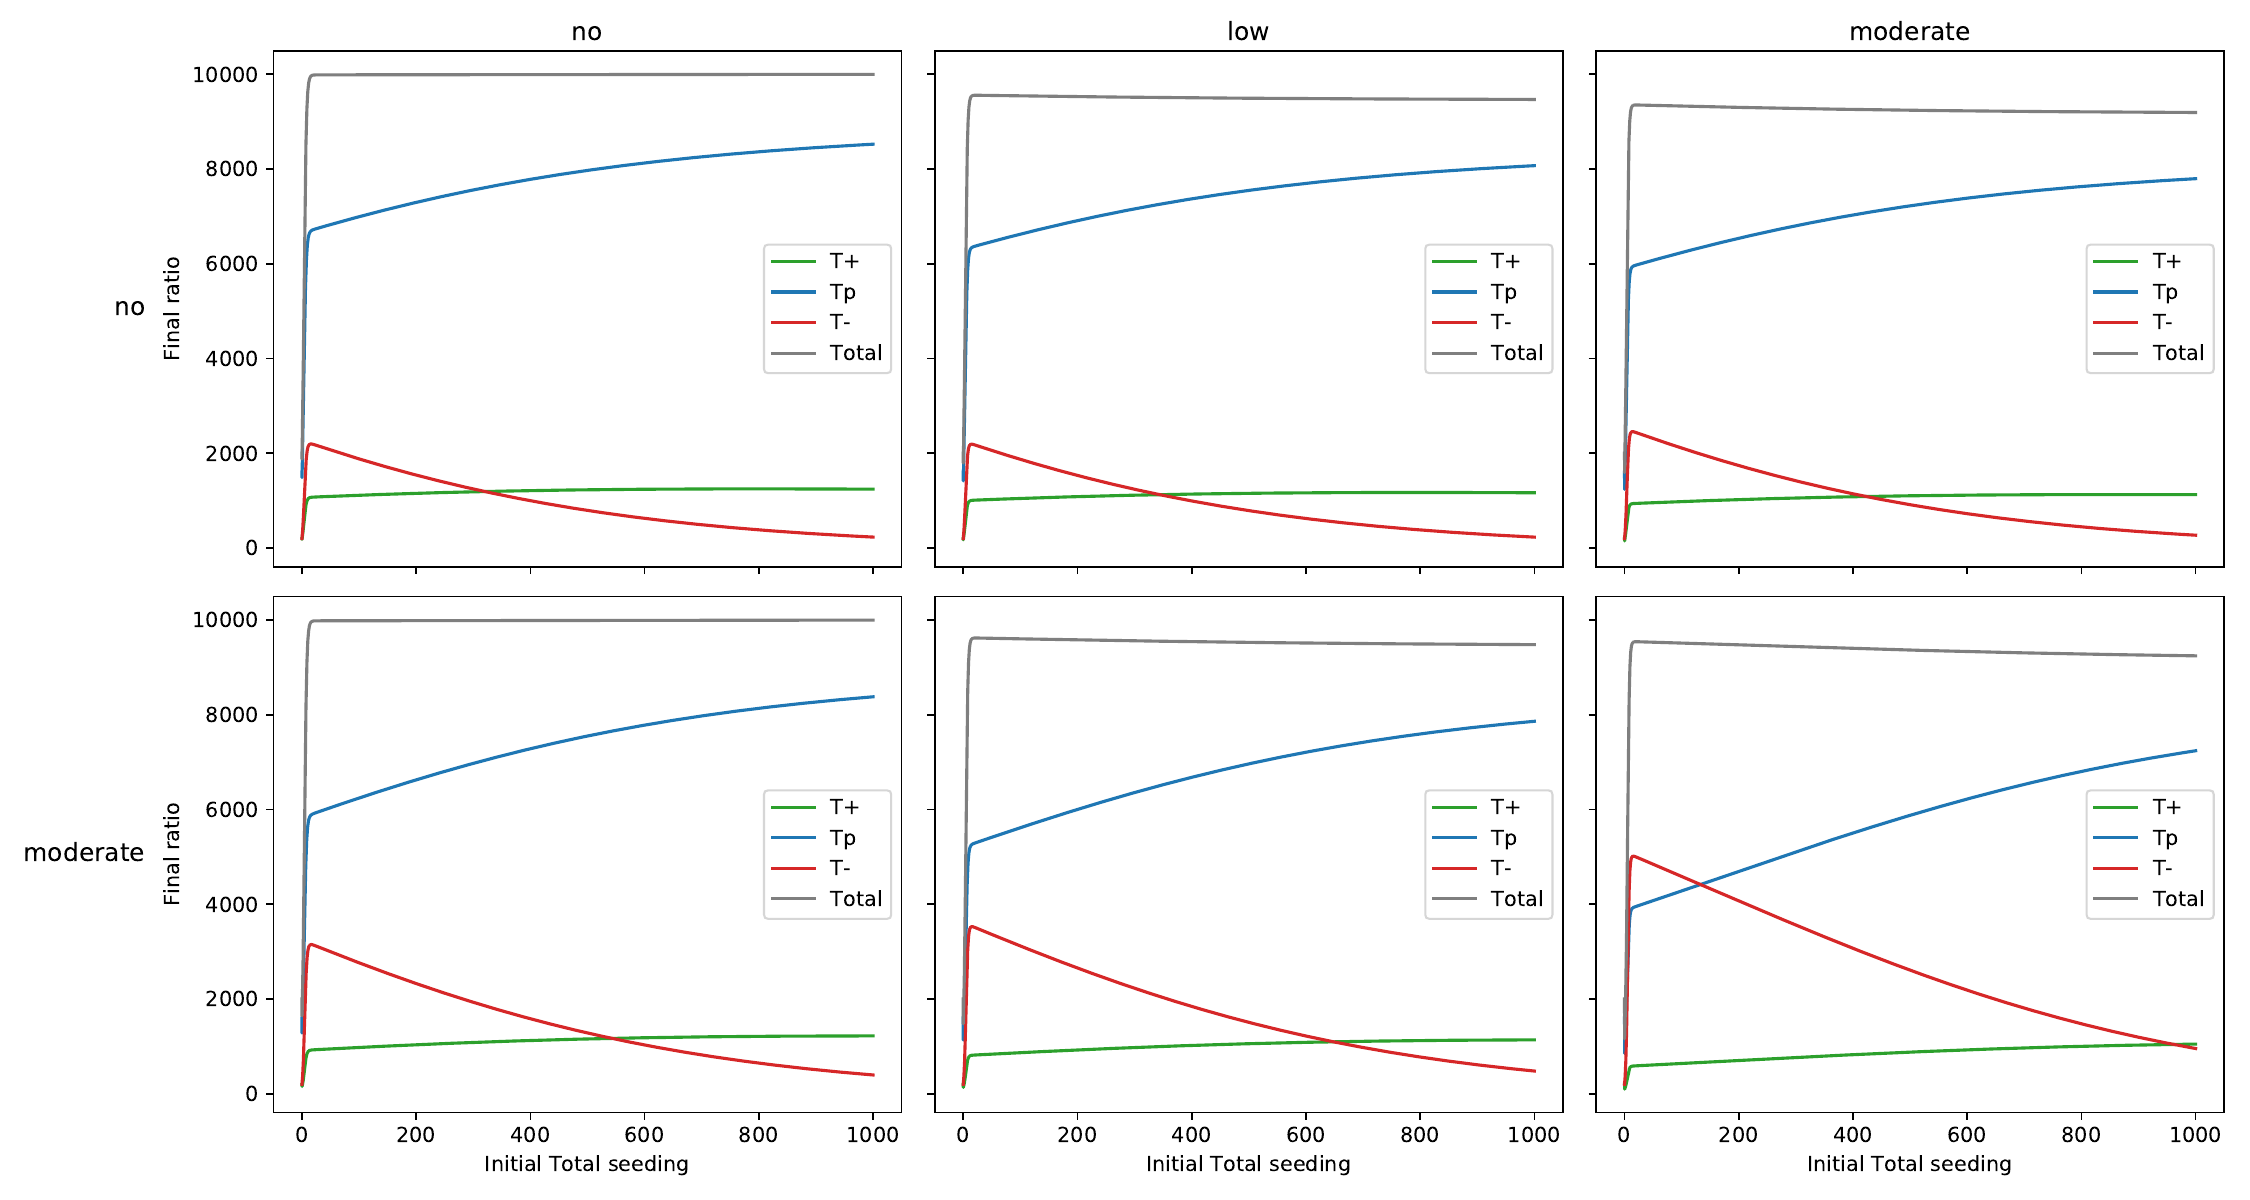 no
low
moderate
10000
8000
6000
4000
2000
0
Final ratio
no
T+
Tp
T-
Total
T+
Tp
T-
Total
T+
Tp
T-
Total
10000
8000
6000
4000
2000
0
Final ratio
moderate
T+
Tp
T-
Total
T+
Tp
T-
Total
T+
Tp
T-
Total
0 200 400 600 800 1000
0 200 400 600 800 1000
0 200 400 600 800 1000
Initial Total seeding
Initial Total seeding
Initial Total seeding